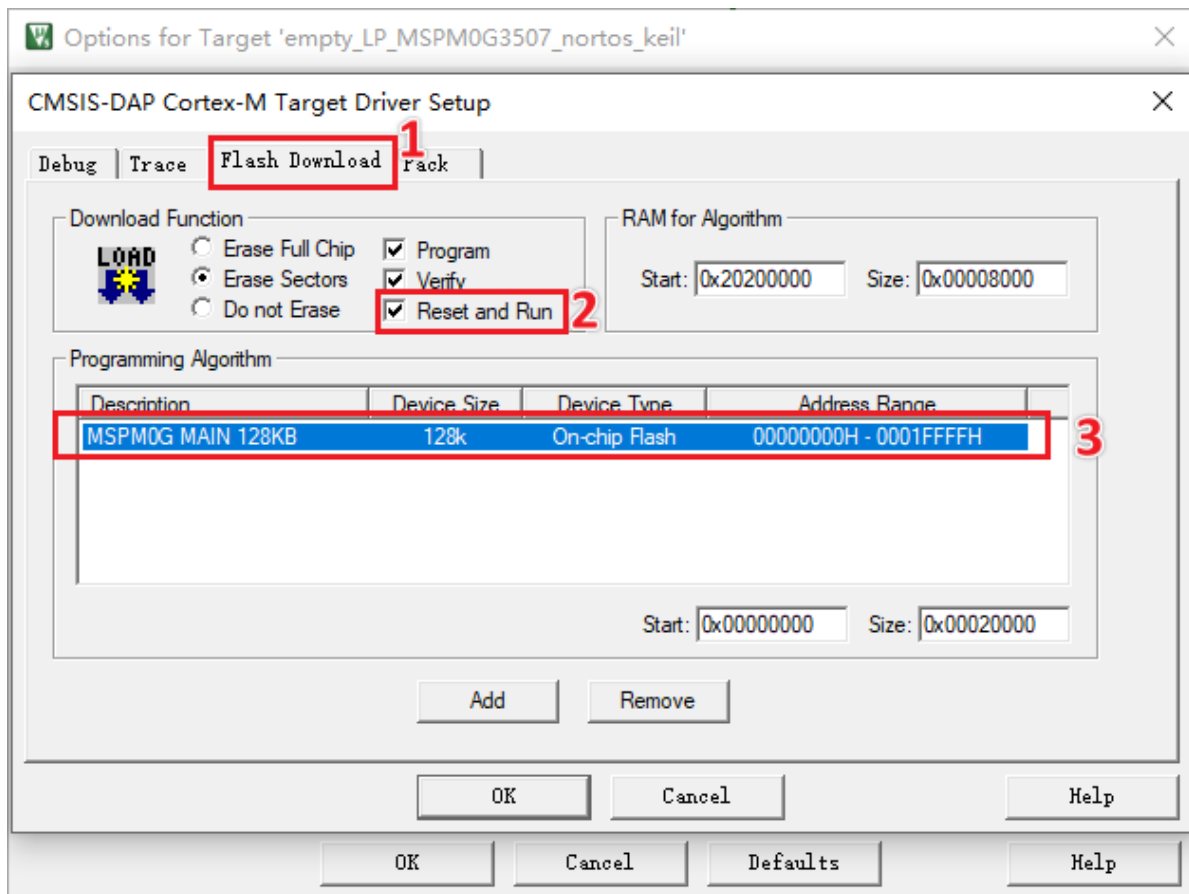 Options for Target 'empty_LP_MSPM0G3507_nortos_keil'
CMSIS-DAP Cortex-M Target Driver Setup
1
Debug Trace Flash Download Pack
Download Function
LOAD
Erase Full Chip
Erase Sectors
Do not Erase
Program
Verify
Reset and Run
2
RAM for Algorithm
Start: 0x20200000 Size: 0x00008000
Programming Algorithm
Description Device Size Device Type Address Range
MSPM0G MAIN 128KB 128k On-chip Flash 00000000H - 0001FFFFH
3
Start: 0x00000000 Size: 0x00020000
Add Remove
OK Cancel Help
OK Cancel Defaults Help